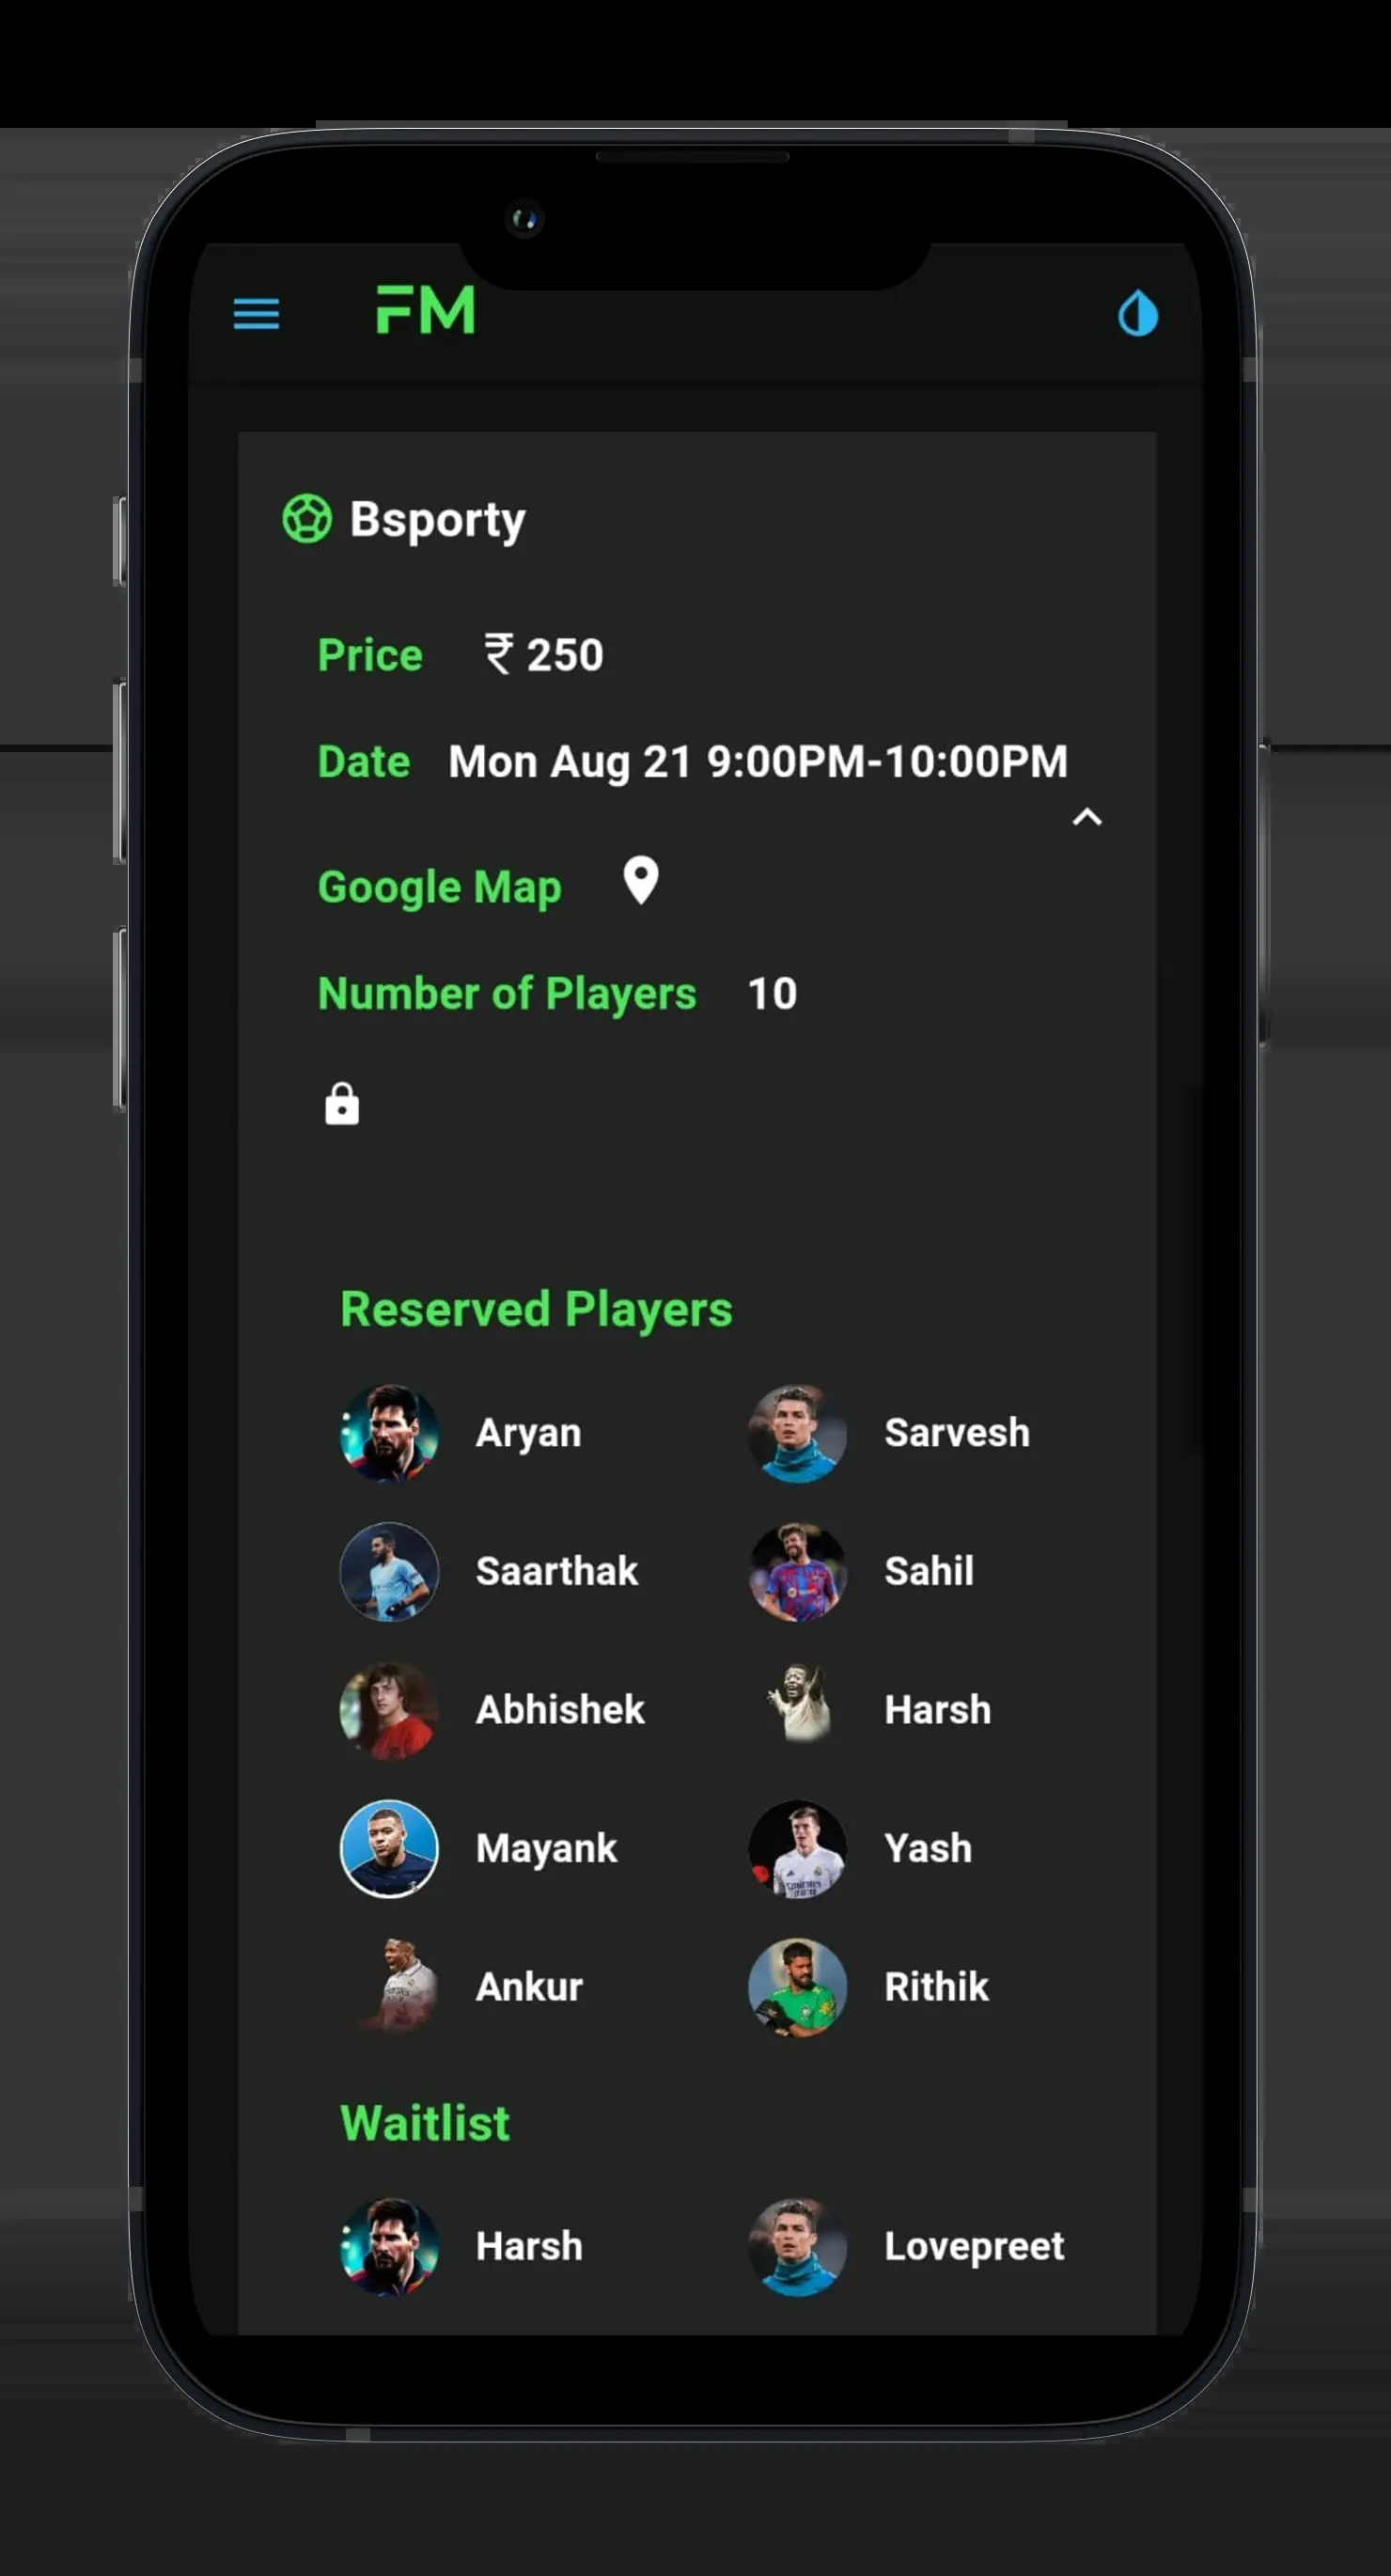 FM
Bsporty
Price ₹ 250
Date Mon Aug 21 9:00PM-10:00PM
Google Map
Number of Players 10
Reserved Players
Aryan Sarvesh
Saarthak Sahil
Abhishek Harsh
Mayank Yash
Ankur Rithik
Waitlist
Harsh Lovepreet